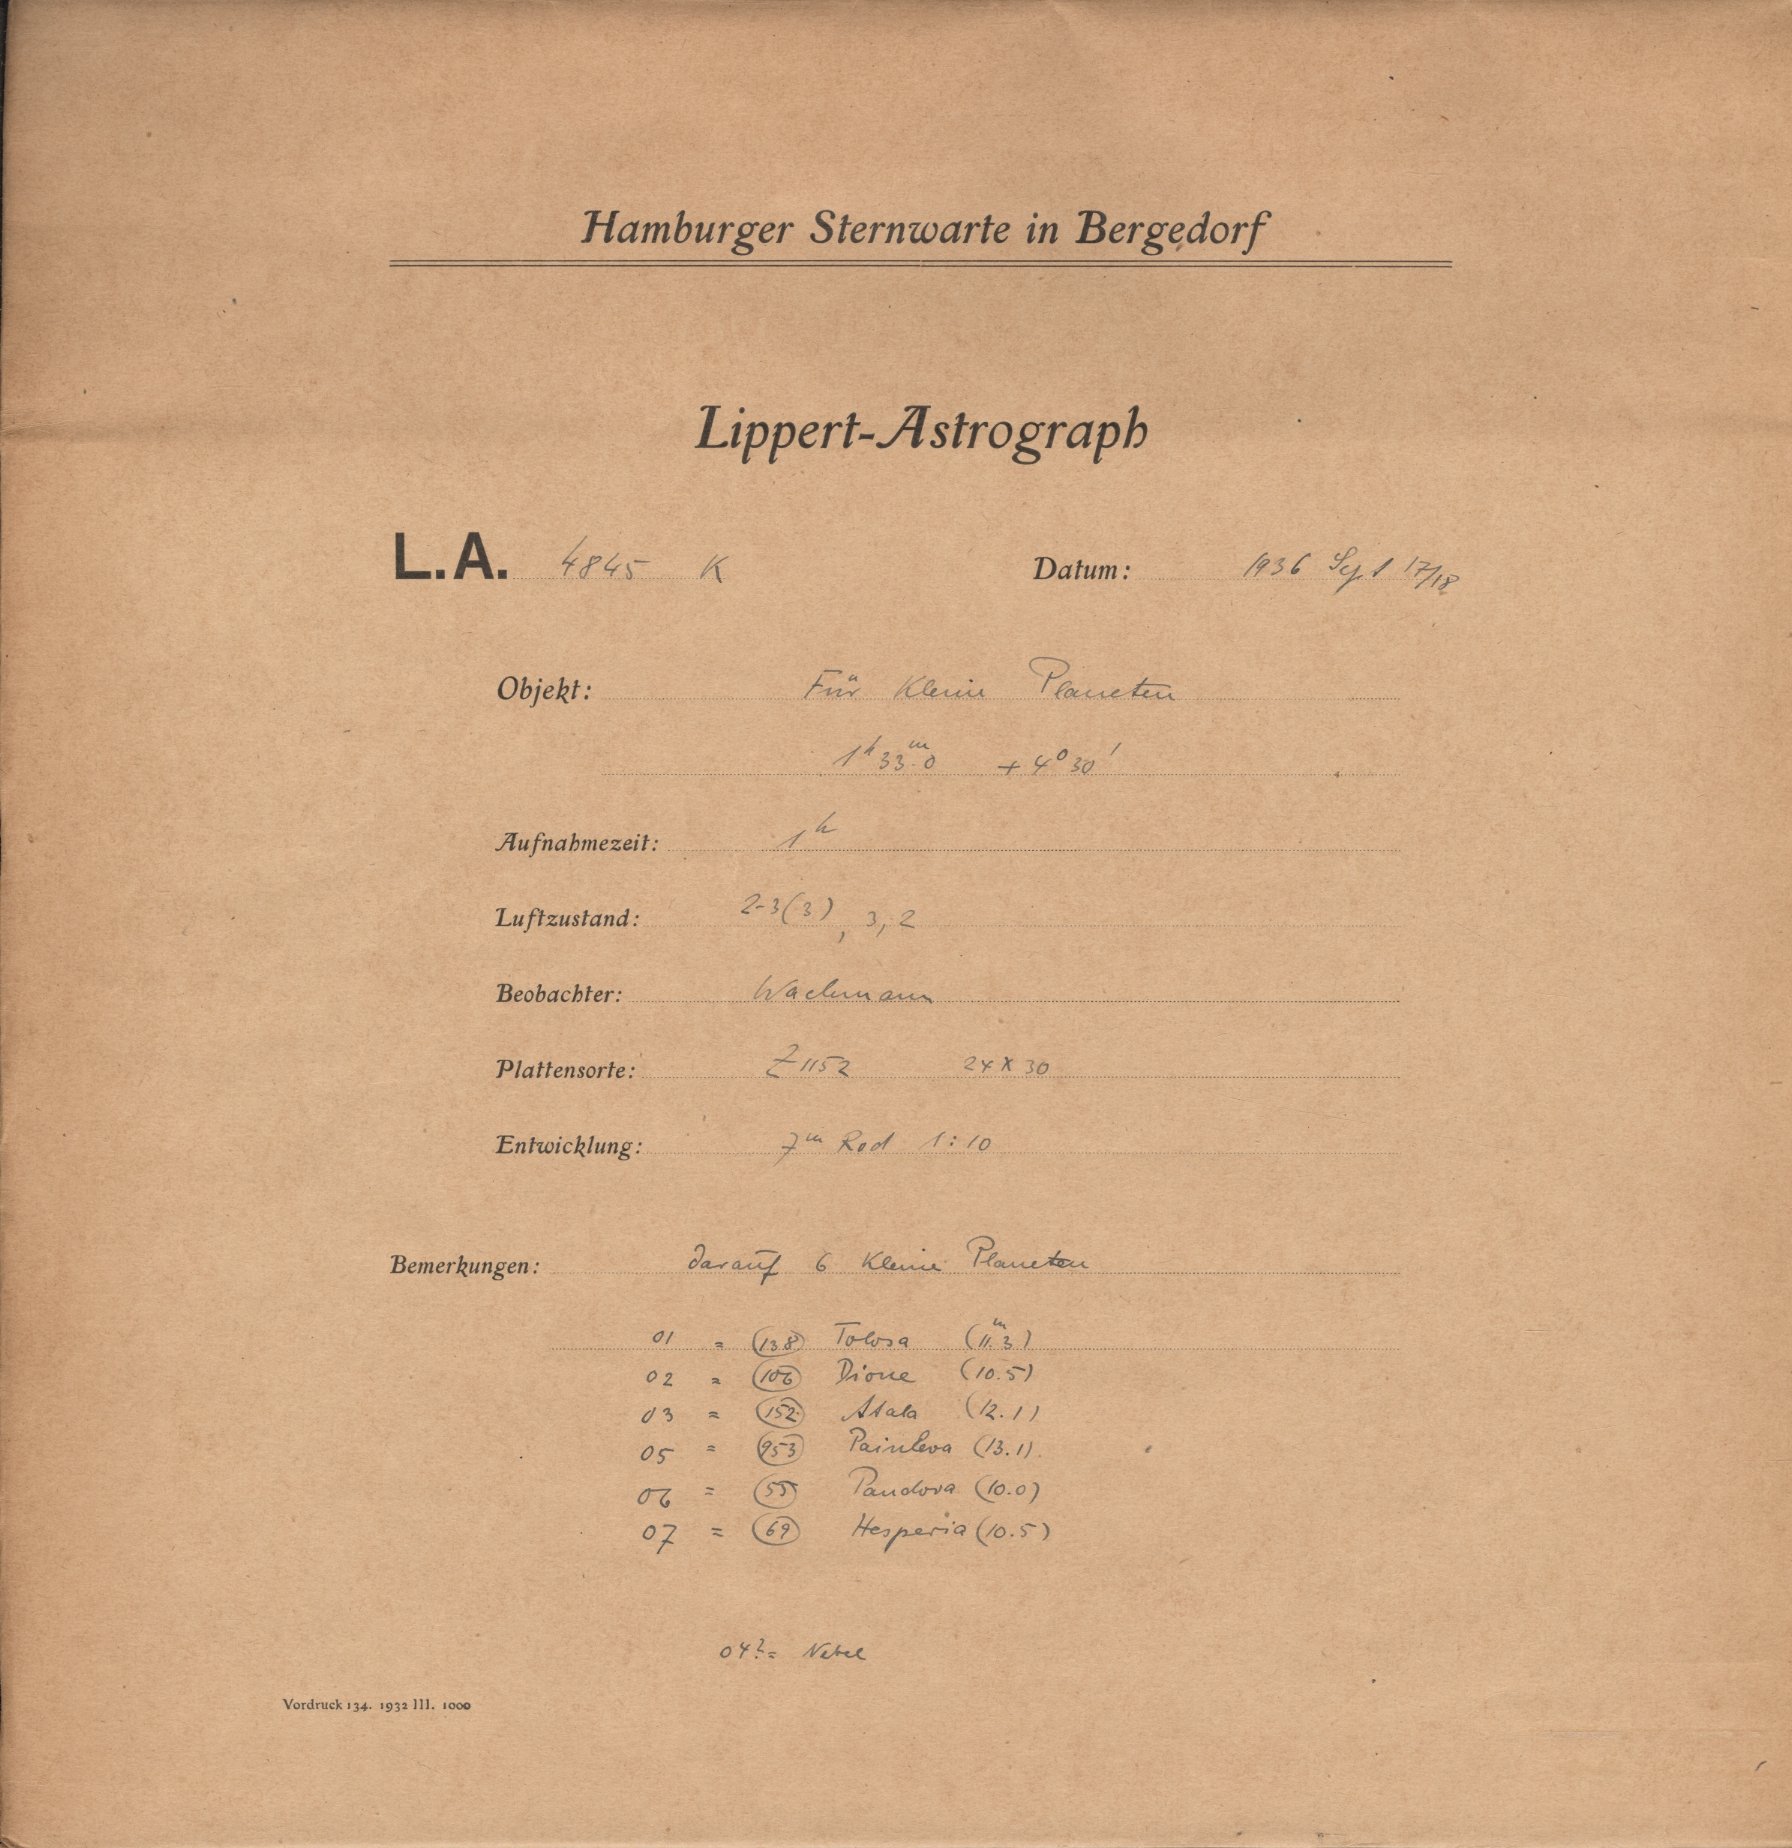 Hamburger Sternwarte in Bergedorf
Lippert-Astrograph
L.A. 4845 K Datum: 1936 Sept 17/18
Objekt: Für Kleine Planeten
1h 33m.0 + 4° 30'
Aufnahmezeit: 1h
Luftzustand: 2-3(3), 3, 2
Beobachter: Wachmann
Plattensorte: Z 1152 24 x 30
Entwicklung: 7m Rod 1:10
Bemerkungen: darauf 6 Kleine Planeten
01 = (138) Tolosa (11m.3)
02 = (106) Dione (10.5)
03 = (152) Atala (12.1)
05 = (953) Painleva (13.1)
06 = (55) Pandora (10.0)
07 = (69) Hesperia (10.5)
04? = Nebel
Vordruck 134. 1932 III. 1000